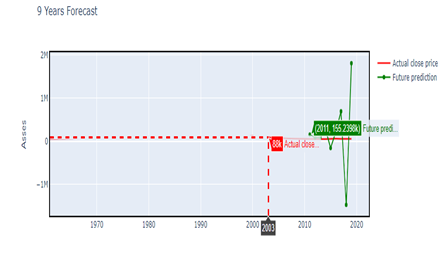 9 Years Forecast
2M
1M
0
−1M
Asses
1970
1980
1990
2000
2010
2020
2003
88k
Actual close...
(2011, 155.2398k)
Future predi...
Actual close price
Future prediction